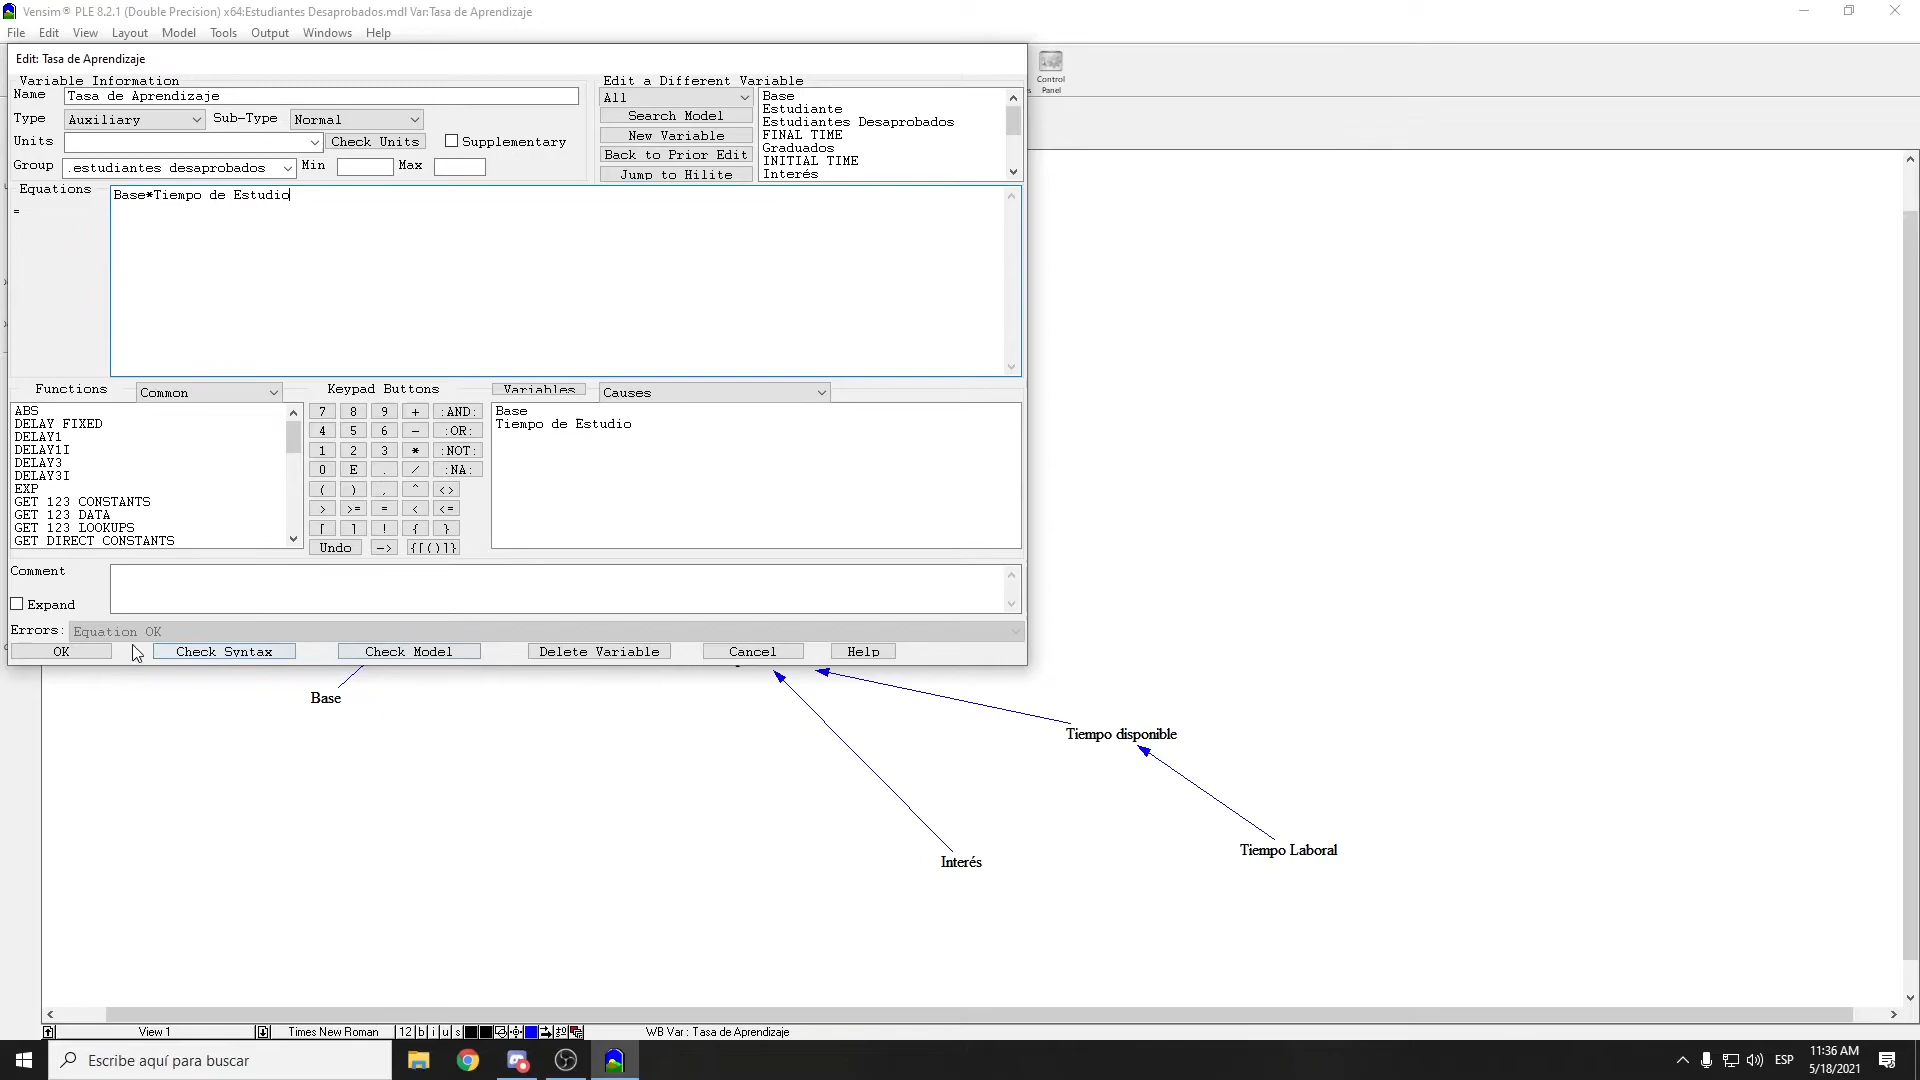 Vensim® PLE 8.2.1 (Double Precision) x64:Estudiantes Desaprobados.mdl Var:Tasa de Aprendizaje
File Edit View Layout Model Tools Output Windows Help
Edit: Tasa de Aprendizaje
Control
Panel
Variable Information
Edit a Different Variable
Name Tasa de Aprendizaje
Type Auxiliary Sub-Type Normal
Units Check Units Supplementary
Group .estudiantes desaprobados Min Max
All
Search Model
New Variable
Back to Prior Edit
Jump to Hilite
Base
Estudiante
Estudiantes Desaprobados
FINAL TIME
Graduados
INITIAL TIME
Interés
Equations
=
Base*Tiempo de Estudio
Functions Common
Keypad Buttons
Variables Causes
ABS
DELAY FIXED
DELAY1
DELAY1I
DELAY3
DELAY3I
EXP
GET 123 CONSTANTS
GET 123 DATA
GET 123 LOOKUPS
GET DIRECT CONSTANTS
7 8 9 + :AND:
4 5 6 - :OR:
1 2 3 * :NOT:
0 E . / :NA:
( ) , ^ <>
> >= = < <=
[ ] ! { }
Undo -> {[()]}
Base
Tiempo de Estudio
Comment
Expand
Errors: Equation OK
OK Check Syntax Check Model Delete Variable Cancel Help
Base
Tiempo disponible
Tiempo Laboral
Interés
View 1 Times New Roman 12 b i u s WB Var : Tasa de Aprendizaje
Escribe aquí para buscar
ESP
11:36 AM
5/18/2021